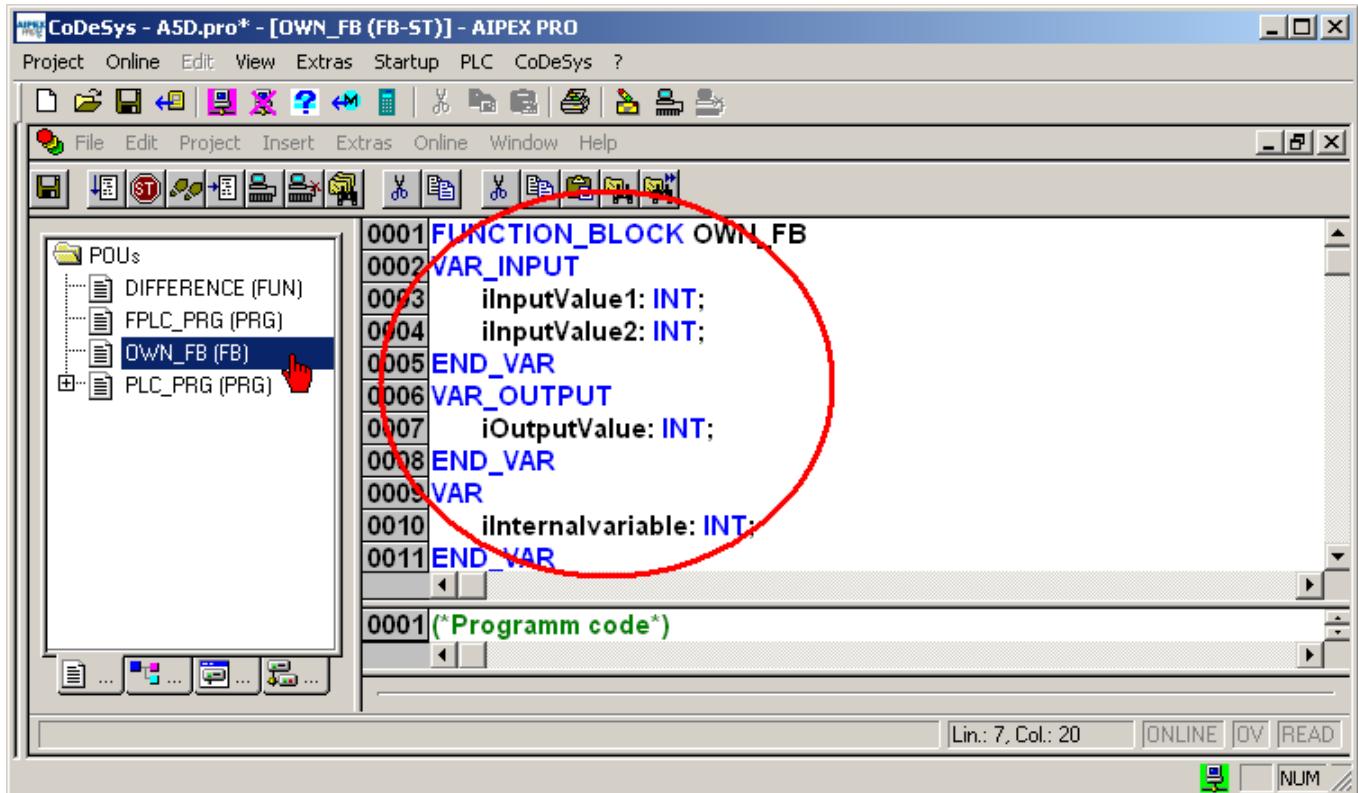 CoDeSys - A5D.pro* - [OWN_FB (FB-ST)] - AIPEX PRO
Project Online Edit View Extras Startup PLC CoDeSys ?
File Edit Project Insert Extras Online Window Help
POUs
DIFFERENCE (FUN)
FPLC_PRG (PRG)
OWN_FB (FB)
PLC_PRG (PRG)
0001 FUNCTION_BLOCK OWN_FB
0002 VAR_INPUT
0003 iInputValue1: INT;
0004 iInputValue2: INT;
0005 END_VAR
0006 VAR_OUTPUT
0007 iOutputValue: INT;
0008 END_VAR
0009 VAR
0010 iInternalvariable: INT;
0011 END_VAR
0001 (*Programm code*)
... ... ... ...
Lin.: 7, Col.: 20 ONLINE OV READ
NUM